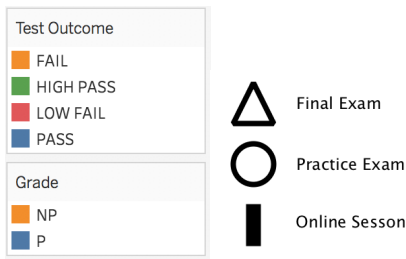 Test Outcome
FAIL
HIGH PASS
LOW FAIL
PASS
Grade
NP
P
Final Exam
Practice Exam
Online Sesson